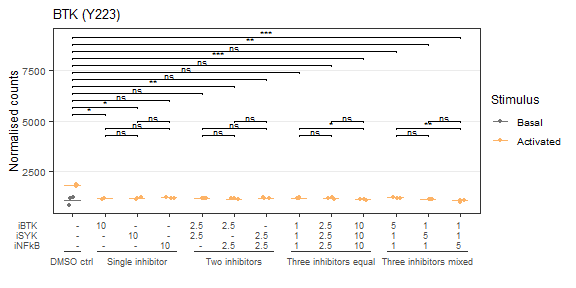 BTK (Y223)
***
**
ns
***
ns
ns
ns
**
ns
ns
*
*
ns ns ns ns
ns ns * **
ns ns ns ns
Normalised counts
7500
5000
2500
iBTK - 10 - - 2.5 2.5 - 1 2.5 10 5 1 1
iSYK - - 10 - 2.5 - 2.5 1 2.5 10 1 5 1
iNFkB - - - 10 - 2.5 2.5 1 2.5 10 1 1 5
DMSO ctrl Single inhibitor Two inhibitors Three inhibitors equal Three inhibitors mixed
Stimulus
Basal
Activated